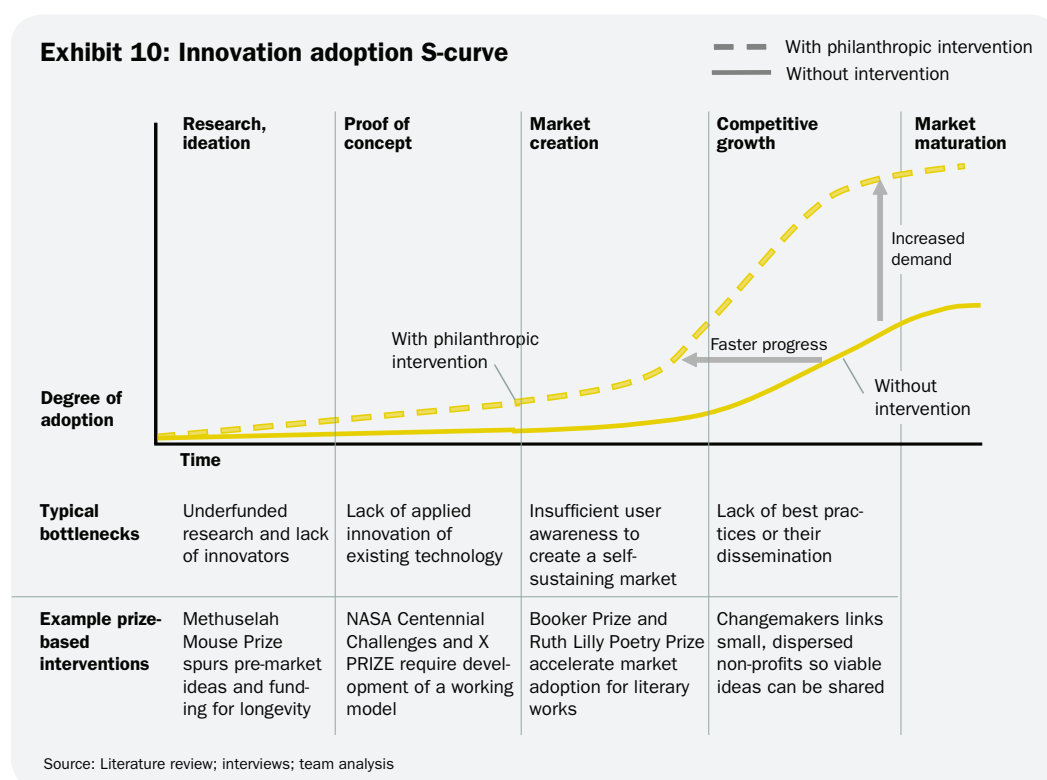 Exhibit 10: Innovation adoption S-curve
With philanthropic intervention
Without intervention
Research,
ideation
Proof of
concept
Market
creation
Competitive
growth
Market
maturation
Increased
demand
With philanthropic
intervention
Faster progress
Without
intervention
Degree of
adoption
Time
Typical
bottlenecks
Underfunded
research and lack
of innovators
Lack of applied
innovation of
existing technology
Insufficient user
awareness to
create a self-
sustaining market
Lack of best prac-
tices or their
dissemination
Example prize-
based
interventions
Methuselah
Mouse Prize
spurs pre-market
ideas and fund-
ing for longevity
NASA Centennial
Challenges and X
PRIZE require devel-
opment of a working
model
Booker Prize and
Ruth Lilly Poetry Prize
accelerate market
adoption for literary
works
Changemakers links
small, dispersed
non-profits so viable
ideas can be shared
Source: Literature review; interviews; team analysis